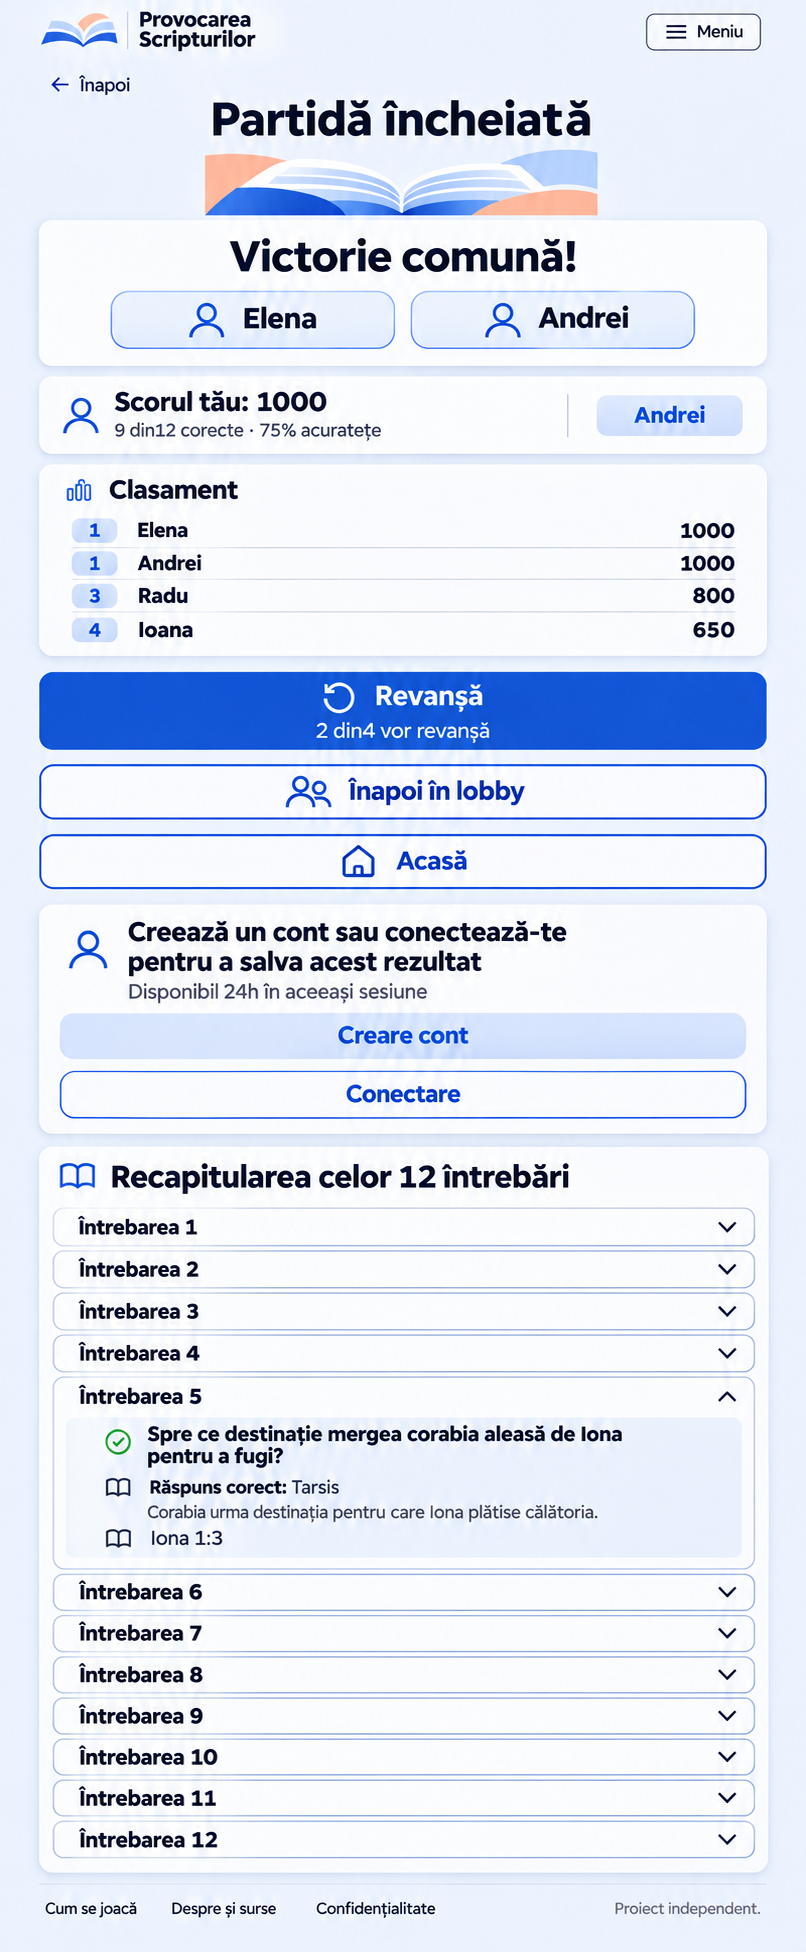 Provocarea
Scripturilor
Meniu
Înapoi
Partidă încheiată
Victorie comună!
Elena
Andrei
Scorul tău: 1000
9 din12 corecte · 75% acuratețe
Andrei
Clasament
1 Elena 1000
1 Andrei 1000
3 Radu 800
4 Ioana 650
Revanșă
2 din4 vor revanșă
Înapoi în lobby
Acasă
Creează un cont sau conectează-te
pentru a salva acest rezultat
Disponibil 24h în aceeași sesiune
Creare cont
Conectare
Recapitularea celor 12 întrebări
Întrebarea 1
Întrebarea 2
Întrebarea 3
Întrebarea 4
Întrebarea 5
Spre ce destinație mergea corabia aleasă de Iona
pentru a fugi?
Răspuns corect: Tarsis
Corabia urma destinația pentru care Iona plătise călătoria.
Iona 1:3
Întrebarea 6
Întrebarea 7
Întrebarea 8
Întrebarea 9
Întrebarea 10
Întrebarea 11
Întrebarea 12
Cum se joacă Despre și surse Confidențialitate Proiect independent.